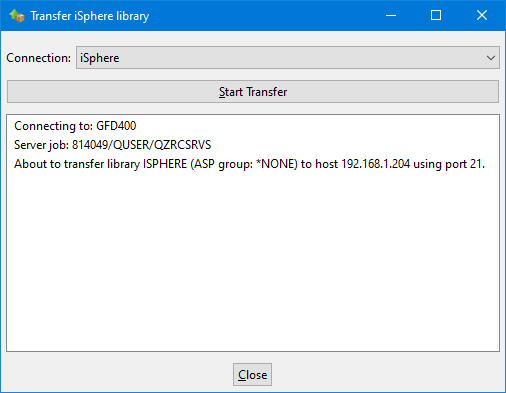 Transfer iSphere library
Connection: iSphere
Start Transfer
Connecting to: GFD400
Server job: 814049/QUSER/QZRCSRVS
About to transfer library ISPHERE (ASP group: *NONE) to host 192.168.1.204 using port 21.
Close